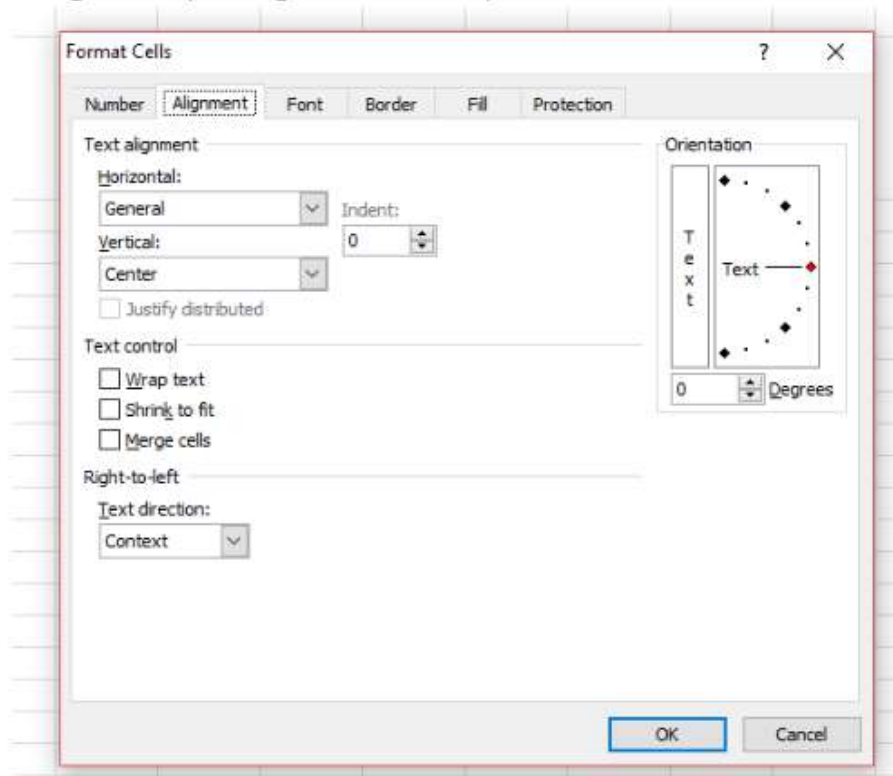 Format Cells ? X
Number Alignment Font Border Fill Protection
Text alignment
Horizontal:
General
Indent:
0
Vertical:
Center
Justify distributed
Text control
Wrap text
Shrink to fit
Merge cells
Right-to-left
Text direction:
Context
Orientation
Text
Text
0 Degrees
OK Cancel